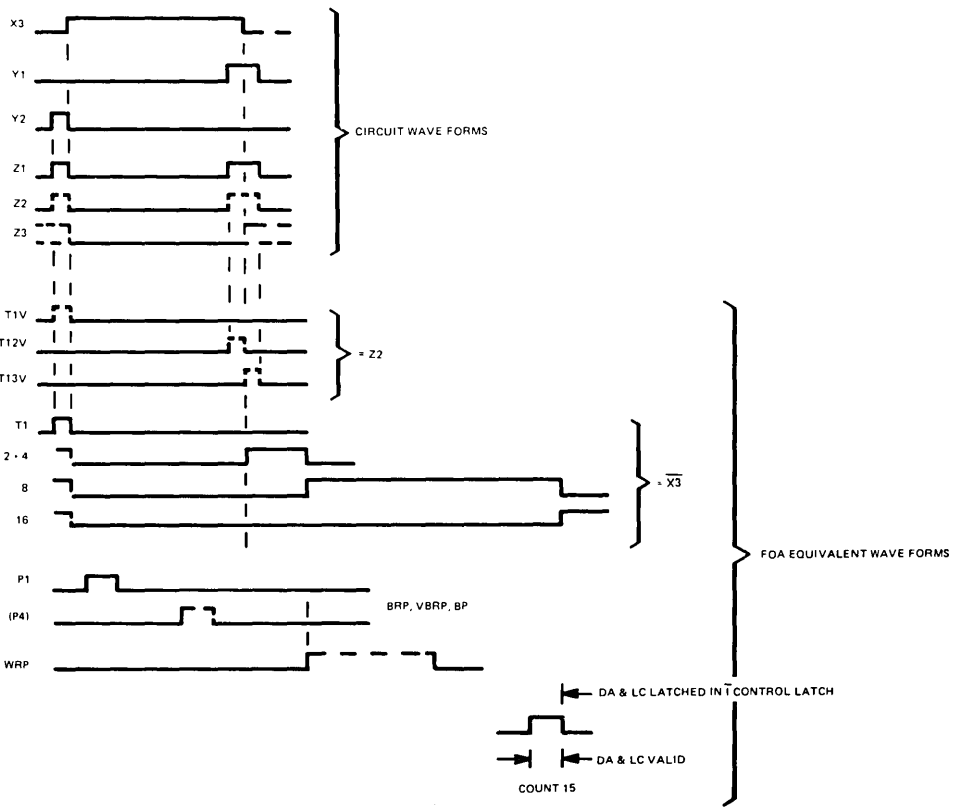 X3
Y1
Y2
CIRCUIT WAVE FORMS
Z1
Z2
Z3
T1V
T12V
= Z2
T13V
T1
2 + 4
8
= X3
16
FOA EQUIVALENT WAVE FORMS
P1
BRP, VBRP, BP
(P4)
WRP
DA & LC LATCHED IN T CONTROL LATCH
DA & LC VALID
COUNT 15